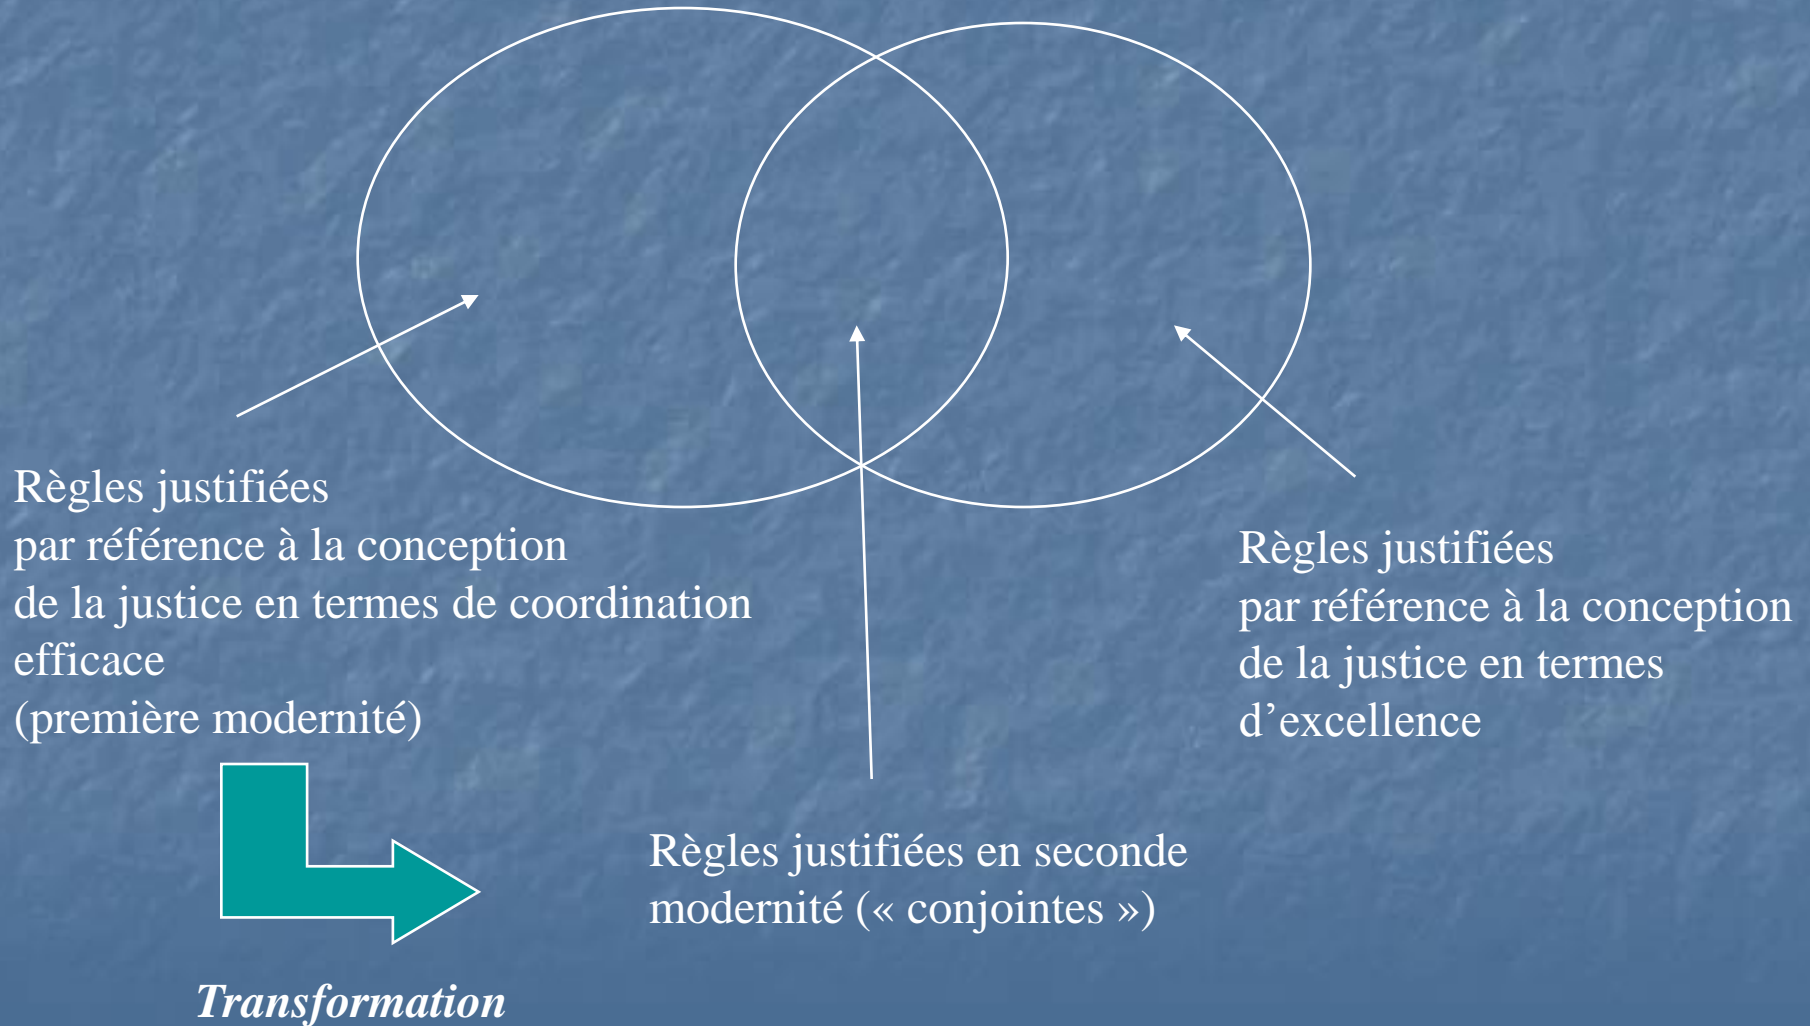 Règles justifiées
par référence à la conception
de la justice en termes de coordination
efficace
(première modernité)
Règles justifiées
par référence à la conception
de la justice en termes
d’excellence
Règles justifiées en seconde
modernité (« conjointes »)
Transformation